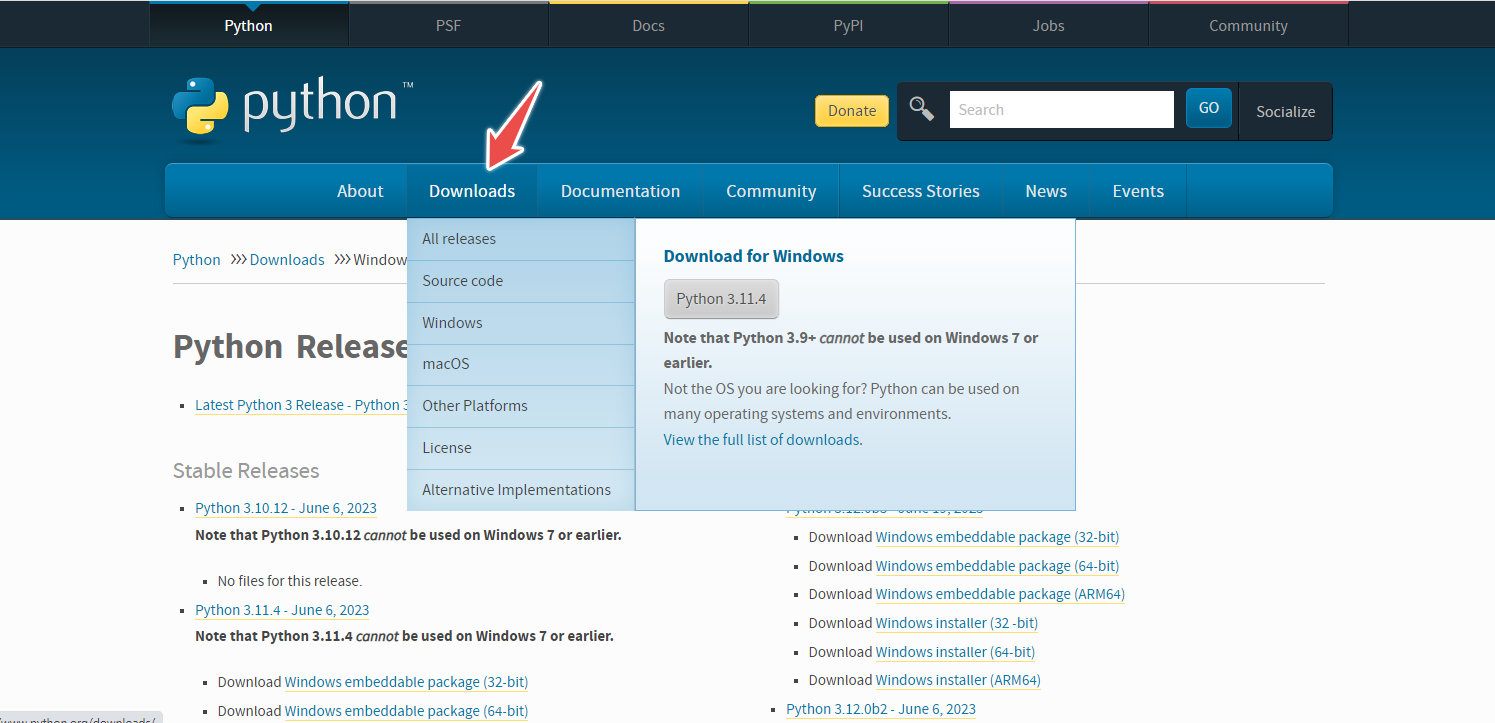 Python
PSF
Docs
PyPI
Jobs
Community
python™
Donate
Search
GO
Socialize
About
Downloads
Documentation
Community
Success Stories
News
Events
All releases
Source code
Windows
macOS
Other Platforms
License
Alternative Implementations
Download for Windows
Python 3.11.4
Note that Python 3.9+ cannot be used on Windows 7 or
earlier.
Not the OS you are looking for? Python can be used on
many operating systems and environments.
View the full list of downloads.
Python >>> Downloads >>> Window
Python Release
Latest Python 3 Release - Python 3
Stable Releases
Python 3.10.12 - June 6, 2023
Note that Python 3.10.12 cannot be used on Windows 7 or earlier.
No files for this release.
Python 3.11.4 - June 6, 2023
Note that Python 3.11.4 cannot be used on Windows 7 or earlier.
Download Windows embeddable package (32-bit)
Download Windows embeddable package (64-bit)
Download Windows embeddable package (32-bit)
Download Windows embeddable package (64-bit)
Download Windows embeddable package (ARM64)
Download Windows installer (32 -bit)
Download Windows installer (64-bit)
Download Windows installer (ARM64)
Python 3.12.0b2 - June 6, 2023